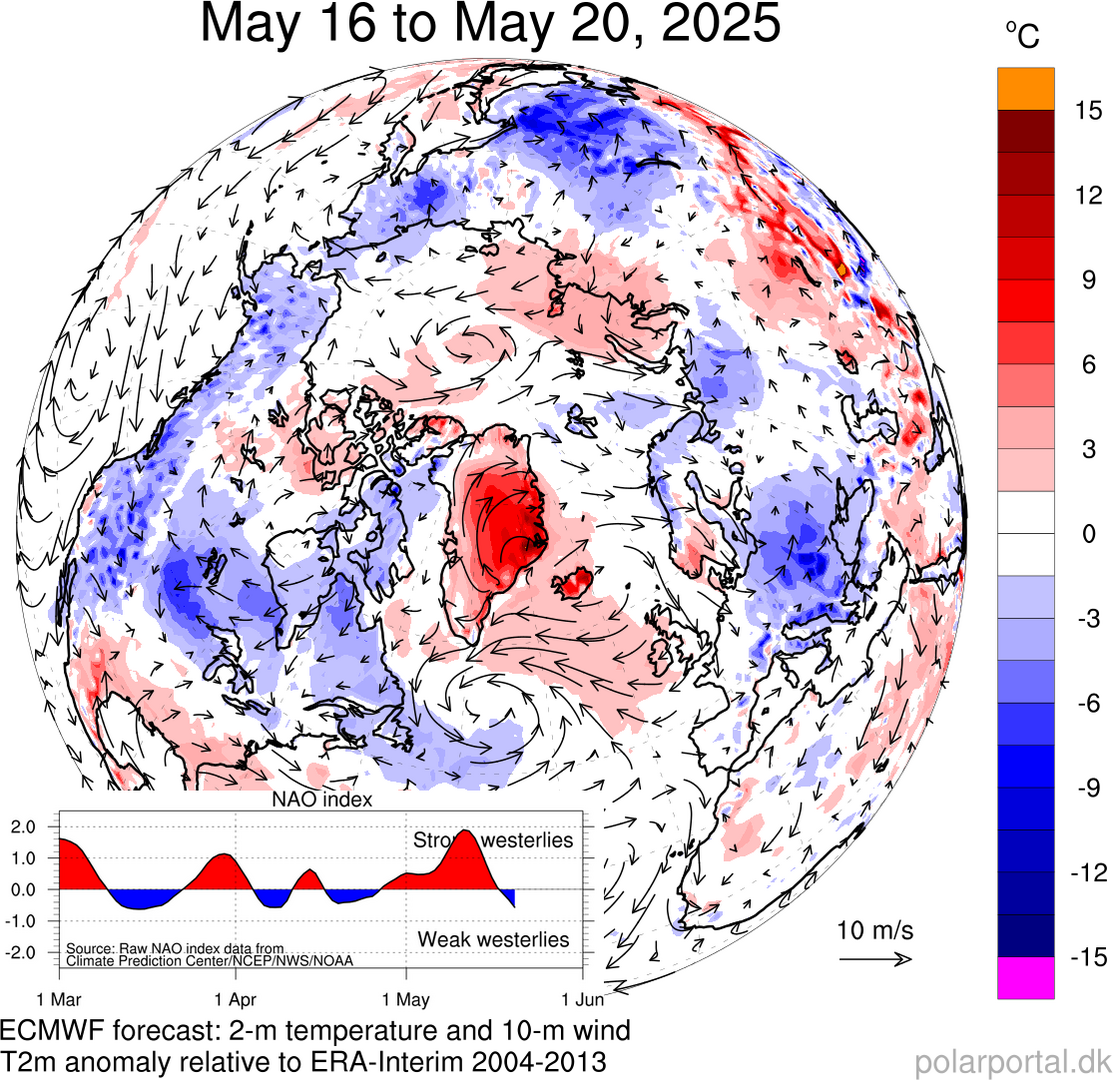 May 16 to May 20, 2025
°C
15
12
9
6
3
0
-3
-6
-9
-12
-15
10 m/s
NAO index
2.0
1.0
0.0
-1.0
-2.0
Strong westerlies
Weak westerlies
Source: Raw NAO index data from
Climate Prediction Center/NCEP/NWS/NOAA
1 Mar 1 Apr 1 May 1 Jun
ECMWF forecast: 2-m temperature and 10-m wind
T2m anomaly relative to ERA-Interim 2004-2013
polarportal.dk